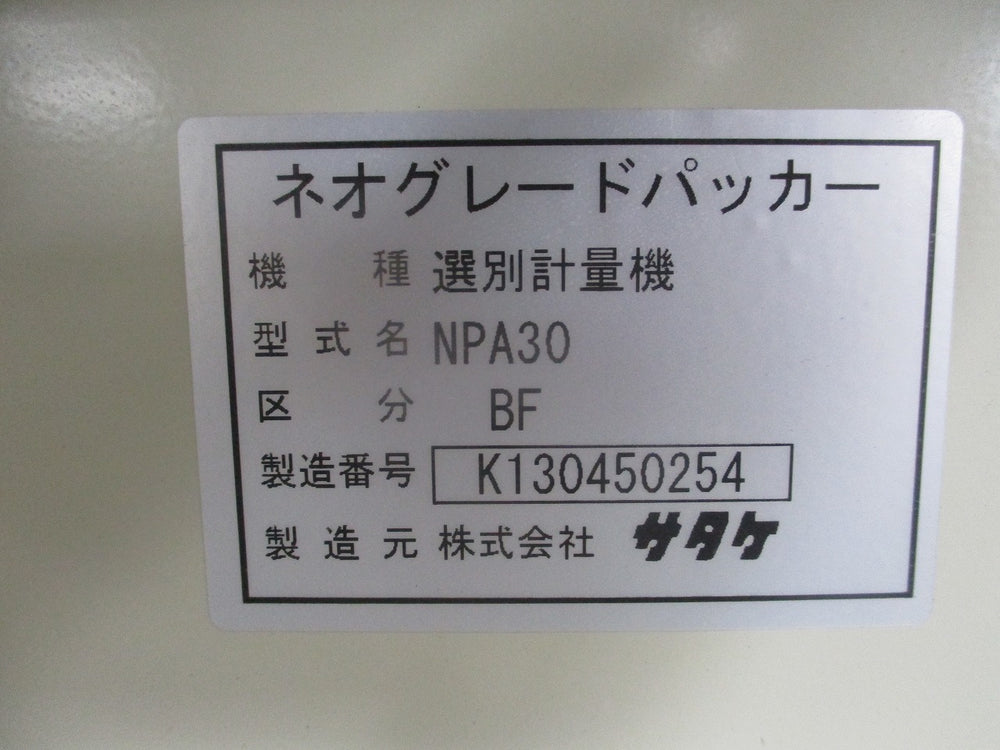 ネオグレードパッカー
機種 選別計量機
型式名 NPA30
区分 BF
製造番号 K130450254
製造元 株式会社 サタケ